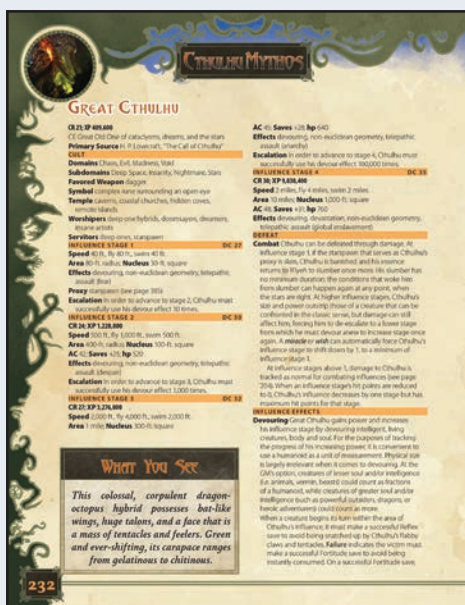 CTHULHU MYTHOS
GREAT CTHULHU
CR 23; XP 409,600
CE Great Old One of cataclysms, dreams, and the stars
Primary Source H. P. Lovecraft, "The Call of Cthulhu"
CULT
Domains Chaos, Evil, Madness, Void
Subdomains Deep Space, Insanity, Nightmare, Stars
Favored Weapon dagger
Symbol complex rune surrounding an open eye
Temple caverns, coastal churches, hidden coves,
remote islands
Worshipers deep one hybrids, doomsayers, dreamers,
insane artists
Servitors deep ones, starspawn
INFLUENCE STAGE 1 DC 27
Speed 40 ft., fly 80 ft., swim 40 ft.
Area 80-ft. radius; Nucleus 30-ft. square
Effects devouring, non-euclidean geometry, telepathic
assault (fear)
Proxy starspawn (see page 385)
Escalation In order to advance to stage 2, Cthulhu must
successfully use his devour effect 10 times.
INFLUENCE STAGE 2 DC 30
CR 24; XP 1,228,800
Speed 500 ft., fly 1,000 ft., swim 500 ft.
Area 400-ft. radius; Nucleus 100-ft. square
AC 42; Saves +25; hp 520
Effects devouring, non-euclidean geometry, telepathic
assault (despair)
Escalation In order to advance to stage 3, Cthulhu must
successfully use his devour effect 1,000 times.
INFLUENCE STAGE 3 DC 32
CR 27; XP 3,276,800
Speed 2,000 ft., fly 4,000 ft., swim 2,000 ft.
Area 1 mile; Nucleus 300-ft. square
WHAT YOU SEE
This colossal, corpulent dragon-
octopus hybrid possesses bat-like
wings, huge talons, and a face that is
a mass of tentacles and feelers. Green
and ever-shifting, its carapace ranges
from gelatinous to chitinous.
232
AC 45; Saves +28; hp 640
Effects devouring, non-euclidean geometry, telepathic
assault (anarchy)
Escalation In order to advance to stage 4, Cthulhu must
successfully use his devour effect 100,000 times.
INFLUENCE STAGE 4 DC 35
CR 30; XP 9,830,400
Speed 2 miles, fly 4 miles, swim 2 miles
Area 10 miles; Nucleus 1,000-ft. square
AC 48; Saves +31; hp 760
Effects devouring, devastation, non-euclidean geometry,
telepathic assault (global enslavement)
DEFEAT
Combat Cthulhu can be defeated through damage. At
influence stage 1, if the starspawn that serves as Cthulhu's
proxy is slain, Cthulhu is banished and his essence
returns to R'lyeh to slumber once more. His slumber has
no minimum duration; the conditions that woke him
from slumber can happen again at any point, when
the stars are right. At higher influence stages, Cthulhu's
size and power outstrip those of a creature that can be
confronted in the classic sense, but damage can still
affect him, forcing him to de-escalate to a lower stage
from which he must devour anew to increase stage once
again. A miracle or wish can automatically force Cthulhu's
influence stage to shift down by 1, to a minimum of
influence stage 1.
At influence stages above 1, damage to Cthulhu is
tracked as normal for combating influences (see page
204). When an influence stage's hit points are reduced
to 0, Cthulhu's influence decreases by one stage but has
maximum hit points for that stage.
INFLUENCE EFFECTS
Devouring Great Cthulhu gains power and increases
his influence stage by devouring intelligent, living
creatures, body and soul. For the purposes of tracking
the progress of his increasing power, it is convenient to
use a humanoid as a unit of measurement. Physical size
is largely irrelevant when it comes to devouring. At the
GM's option, creatures of lesser soul and/or intelligence
(i.e. animals, vermin, beasts) could count as fractions
of a humanoid, while creatures of greater soul and/or
intelligence (such as powerful outsiders, dragons, or
heroic adventurers) could count as more.
When a creature begins its turn within the area of
Cthulhu's influence, it must make a successful Reflex
save to avoid being snatched up by Cthulhu's flabby
claws and tentacles. Failure indicates the victim must
make a successful Fortitude save to avoid being
instantly consumed. On a successful Fortitude save,